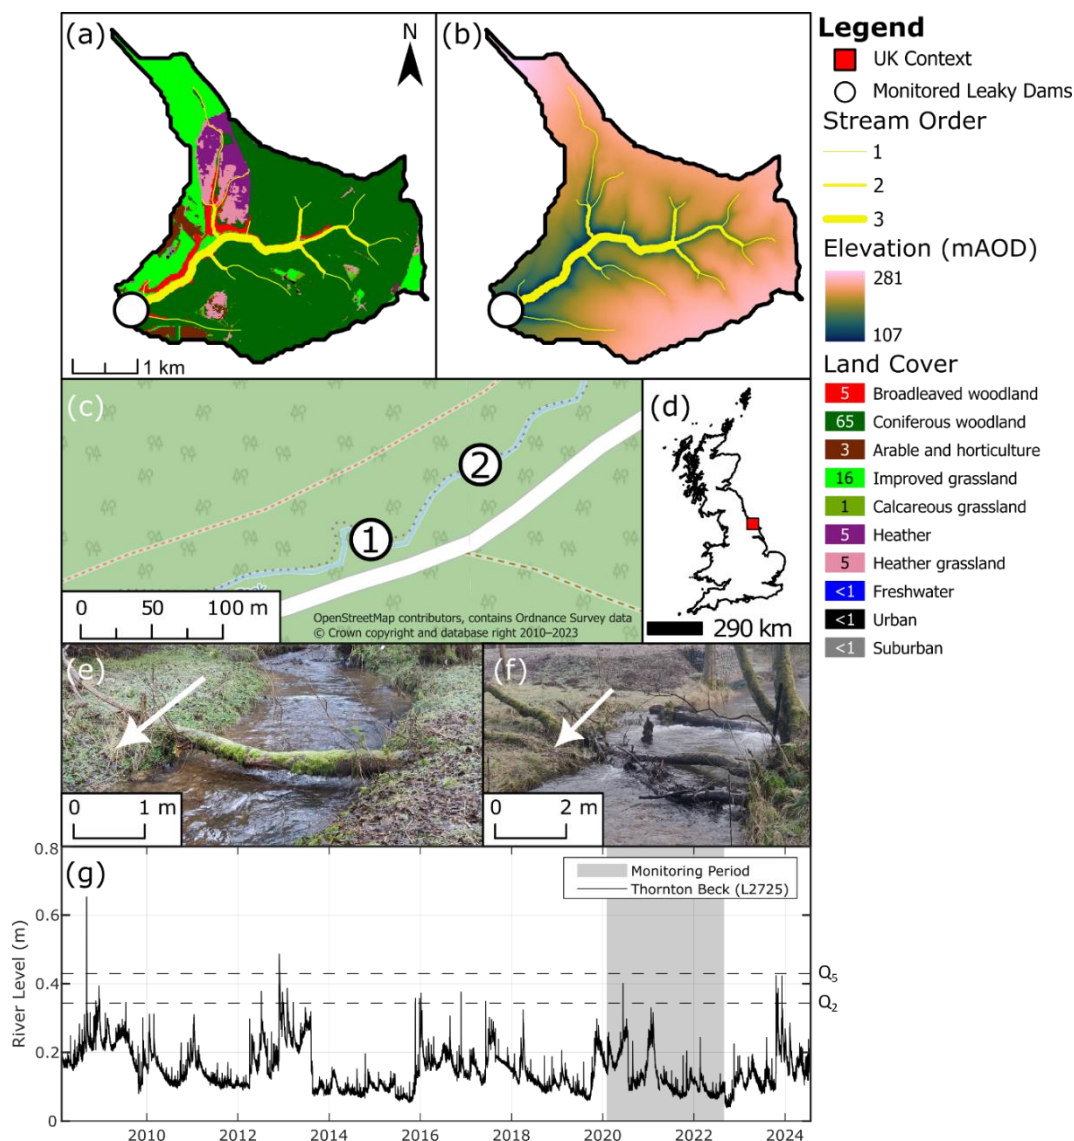 (a)
N
1 km
(b)
Legend
UK Context
Monitored Leaky Dams
Stream Order
1
2
3
Elevation (mAOD)
281
107
Land Cover
5 Broadleaved woodland
65 Coniferous woodland
3 Arable and horticulture
16 Improved grassland
1 Calcareous grassland
5 Heather
5 Heather grassland
<1 Freshwater
<1 Urban
<1 Suburban
(c)
2
1
0 50 100 m
OpenStreetMap contributors, contains Ordnance Survey data
© Crown copyright and database right 2010–2023
(d)
290 km
(e)
0 1 m
(f)
0 2 m
(g)
Monitoring Period
Thornton Beck (L2725)
River Level (m)
0.8
0.6
0.4
0.2
0
Q5
Q2
2010 2012 2014 2016 2018 2020 2022 2024